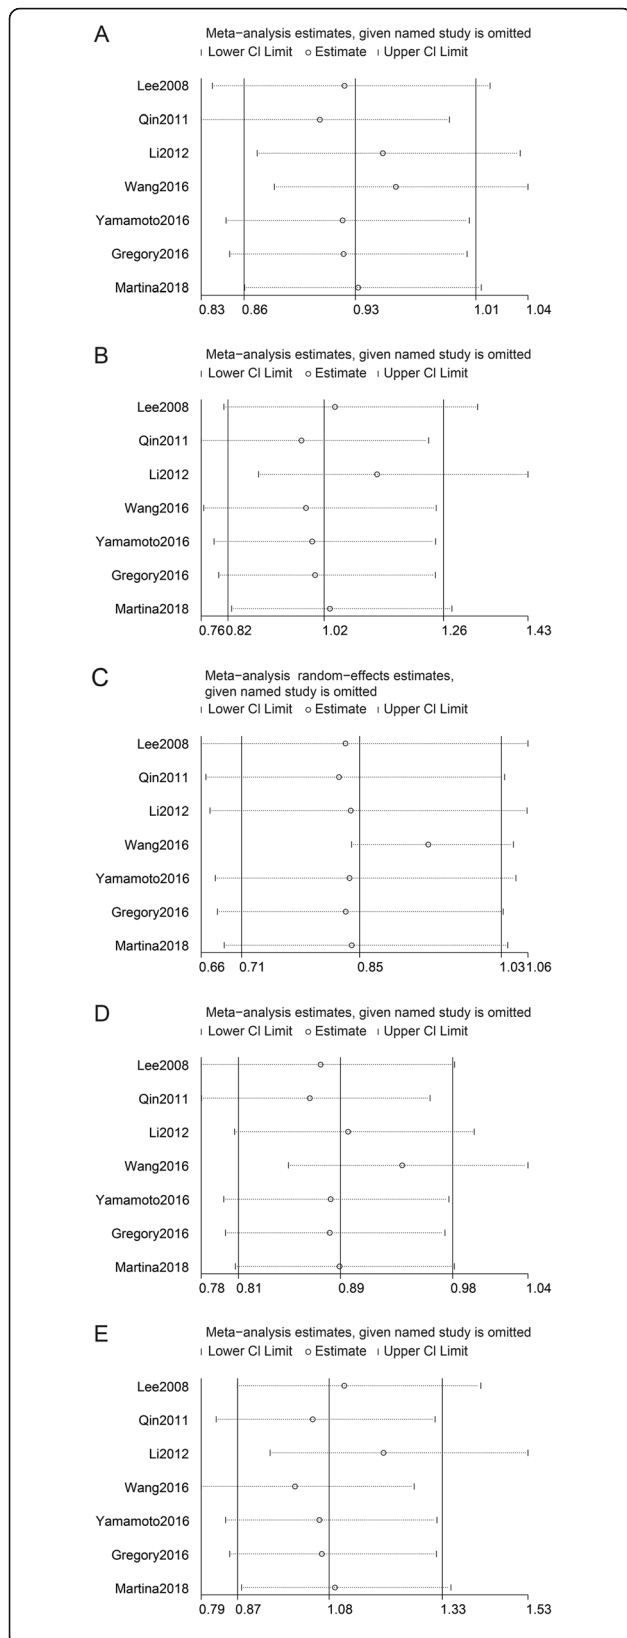 A
Meta−analysis estimates, given named study is omitted
| Lower CI Limit ○ Estimate | Upper CI Limit
Lee2008
Qin2011
Li2012
Wang2016
Yamamoto2016
Gregory2016
Martina2018
0.83 0.86 0.93 1.01 1.04
B
Meta−analysis estimates, given named study is omitted
| Lower CI Limit ○ Estimate | Upper CI Limit
Lee2008
Qin2011
Li2012
Wang2016
Yamamoto2016
Gregory2016
Martina2018
0.76 0.82 1.02 1.26 1.43
C
Meta−analysis random−effects estimates,
given named study is omitted
| Lower CI Limit ○ Estimate | Upper CI Limit
Lee2008
Qin2011
Li2012
Wang2016
Yamamoto2016
Gregory2016
Martina2018
0.66 0.71 0.85 1.03 1.06
D
Meta−analysis estimates, given named study is omitted
| Lower CI Limit ○ Estimate | Upper CI Limit
Lee2008
Qin2011
Li2012
Wang2016
Yamamoto2016
Gregory2016
Martina2018
0.78 0.81 0.89 0.98 1.04
E
Meta−analysis estimates, given named study is omitted
| Lower CI Limit ○ Estimate | Upper CI Limit
Lee2008
Qin2011
Li2012
Wang2016
Yamamoto2016
Gregory2016
Martina2018
0.79 0.87 1.08 1.33 1.53